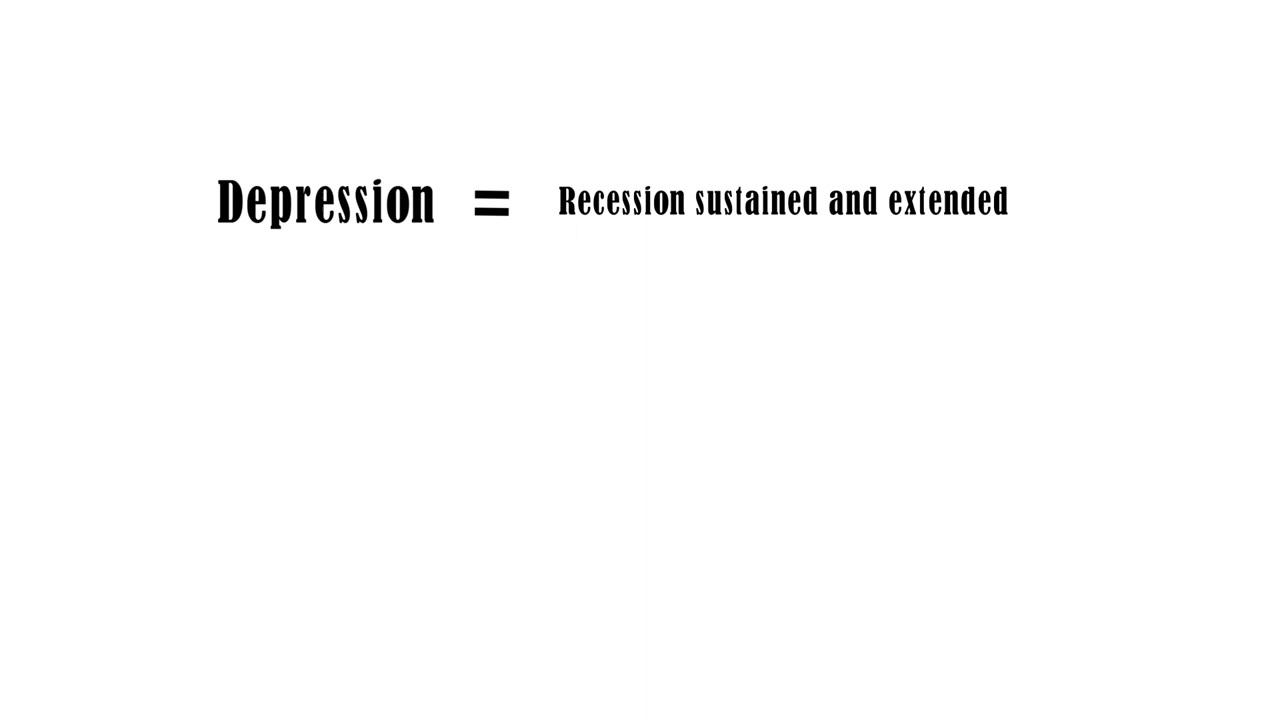 Depression = Recession sustained and extended